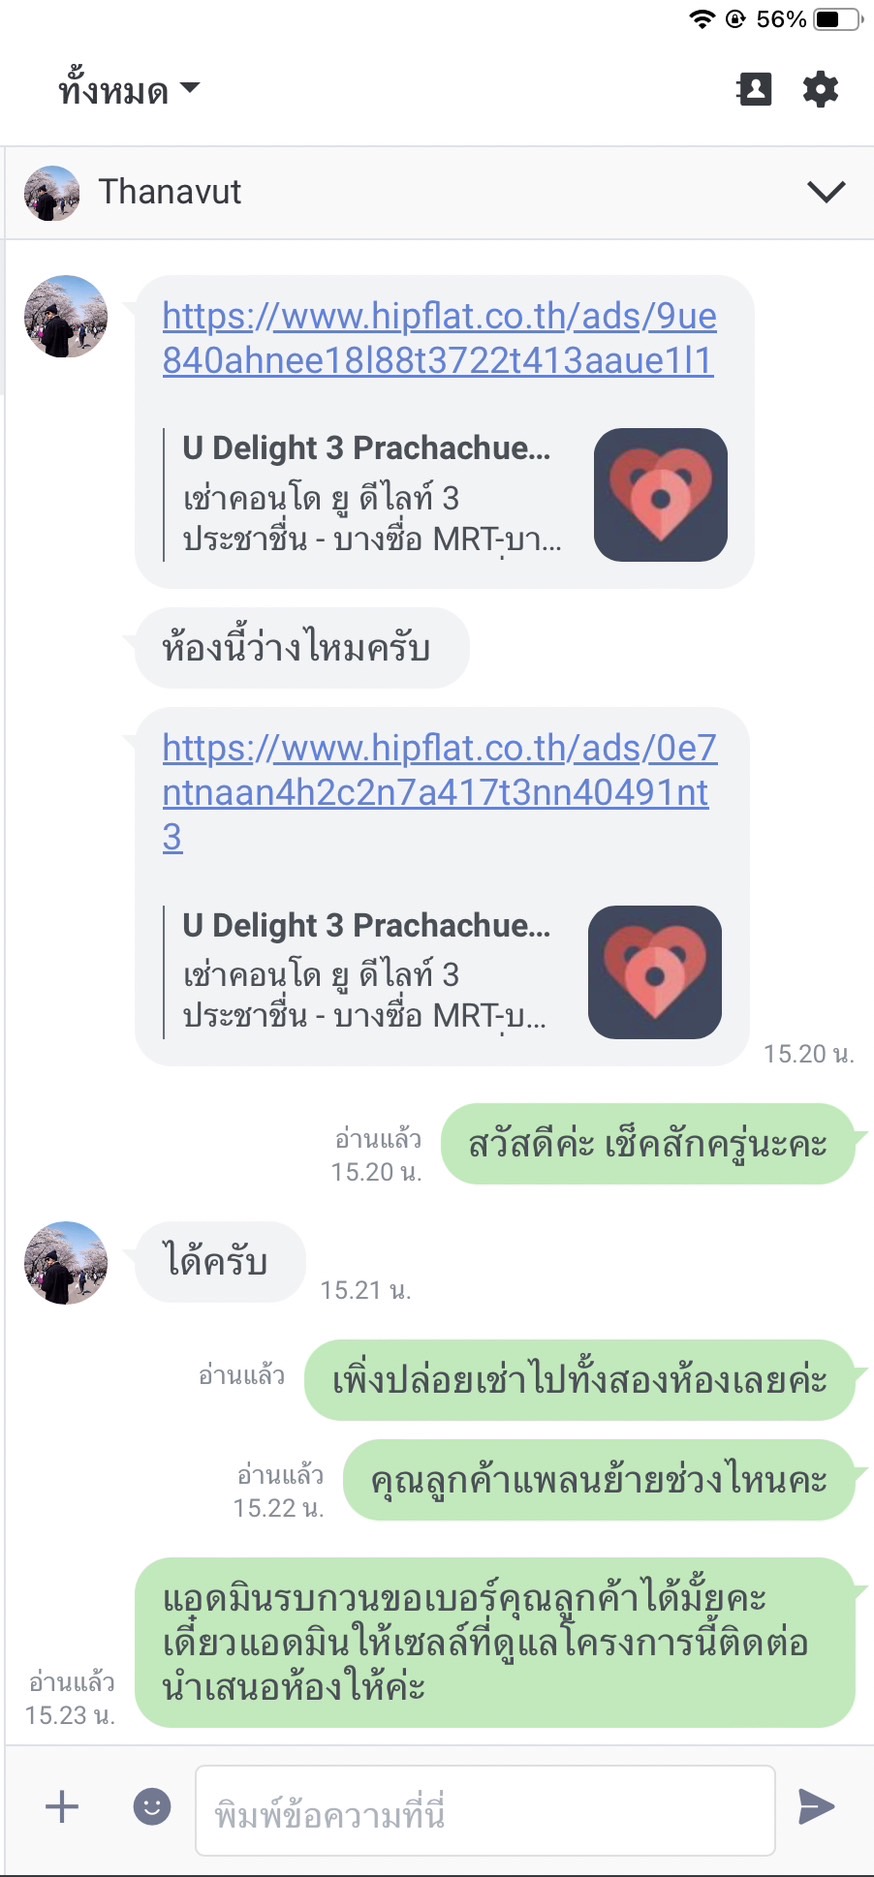 56%
ทั้งหมด
Thanavut
https://www.hipflat.co.th/ads/9ue
840ahnee18l88t3722t413aaue1l1
U Delight 3 Prachachue...
เช่าคอนโด ยู ดีไลท์ 3
ประชาชื่น - บางซื่อ MRT-บา...
ห้องนี้ว่างไหมครับ
https://www.hipflat.co.th/ads/0e7
ntnaan4h2c2n7a417t3nn40491nt
3
U Delight 3 Prachachue...
เช่าคอนโด ยู ดีไลท์ 3
ประชาชื่น - บางซื่อ MRT-บุ...
15.20 น.
อ่านแล้ว
15.20 น.
สวัสดีค่ะ เช็คสักครู่นะคะ
ได้ครับ
15.21 น.
อ่านแล้ว
เพิ่งปล่อยเช่าไปทั้งสองห้องเลยค่ะ
อ่านแล้ว
15.22 น.
คุณลูกค้าแพลนย้ายช่วงไหนคะ
แอดมินรบกวนขอเบอร์คุณลูกค้าได้มั้ยคะ
เดี๋ยวแอดมินให้เซลล์ที่ดูแลโครงการนี้ติดต่อ
นำเสนอห้องให้ค่ะ
อ่านแล้ว
15.23 น.
พิมพ์ข้อความที่นี่